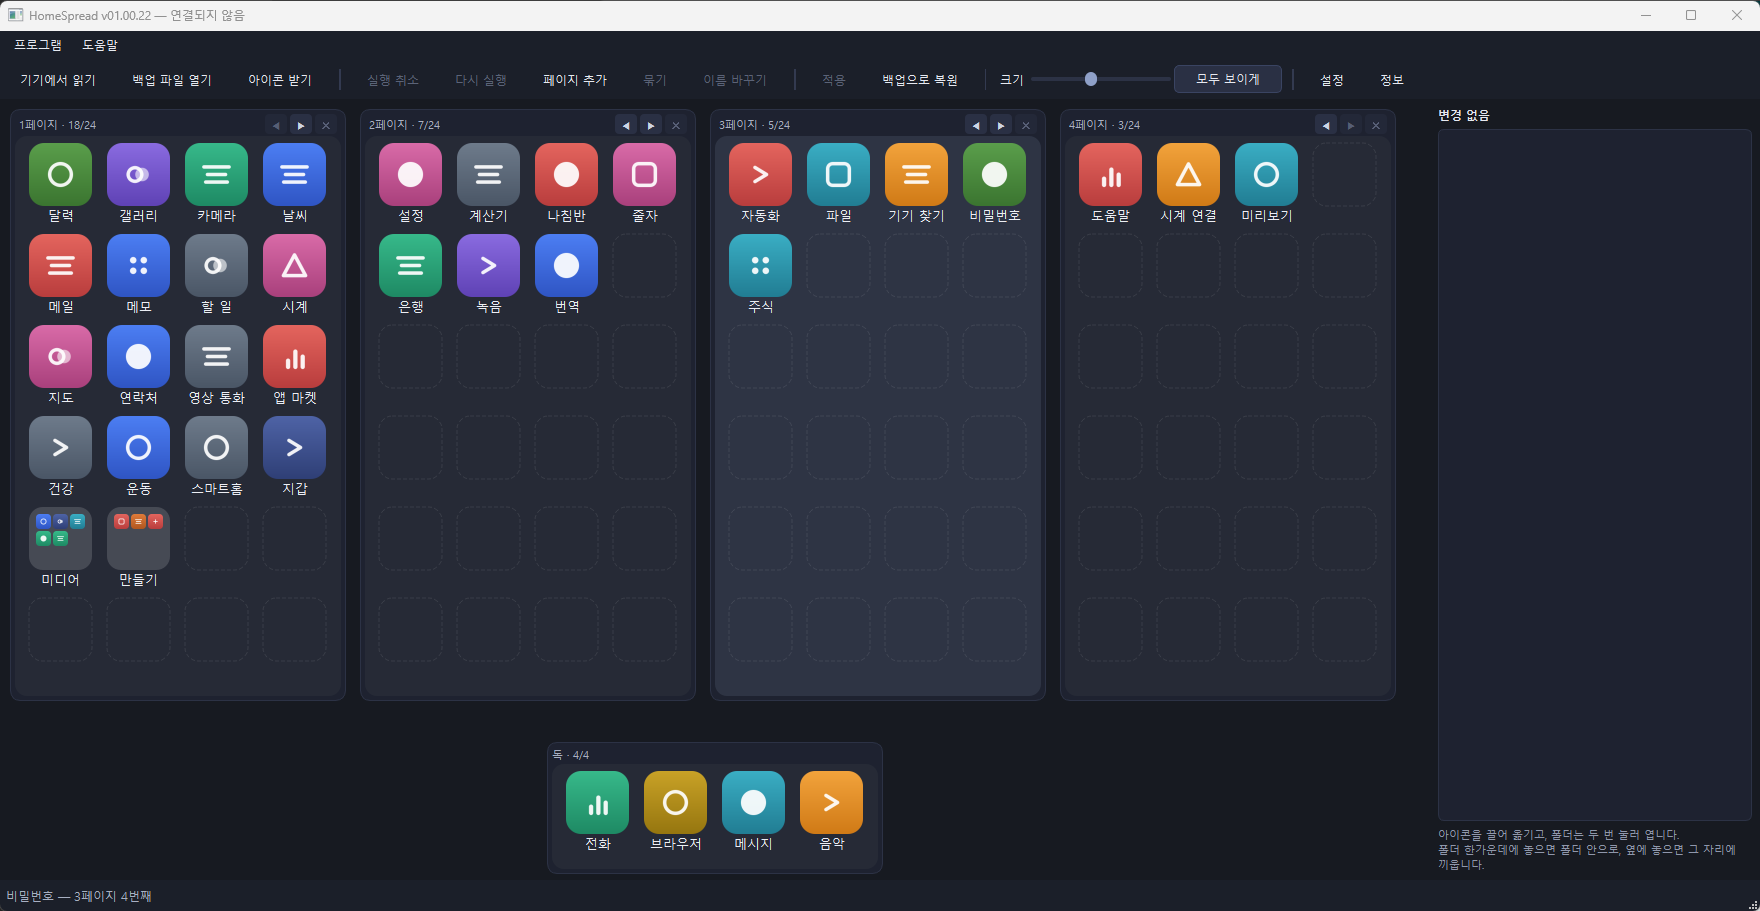 HomeSpread v01.00.22 — 연결되지 않음
프로그램 도움말
기기에서 읽기 백업 파일 열기 아이콘 받기 실행 취소 다시 실행 페이지 추가 묶기 이름 바꾸기 적용 백업으로 복원 크기 모두 보이게 설정 정보
1페이지 · 18/24
달력 갤러리 카메라 날씨
메일 메모 할 일 시계
지도 연락처 영상 통화 앱 마켓
건강 운동 스마트홈 지갑
미디어 만들기
2페이지 · 7/24
설정 계산기 나침반 줄자
은행 녹음 번역
3페이지 · 5/24
자동화 파일 기기 찾기 비밀번호
주식
4페이지 · 3/24
도움말 시계 연결 미리보기
독 · 4/4
전화 브라우저 메시지 음악
변경 없음
아이콘을 끌어 옮기고, 폴더는 두 번 눌러 엽니다.
폴더 한가운데에 놓으면 폴더 안으로, 옆에 놓으면 그 자리에
끼웁니다.
비밀번호 — 3페이지 4번째